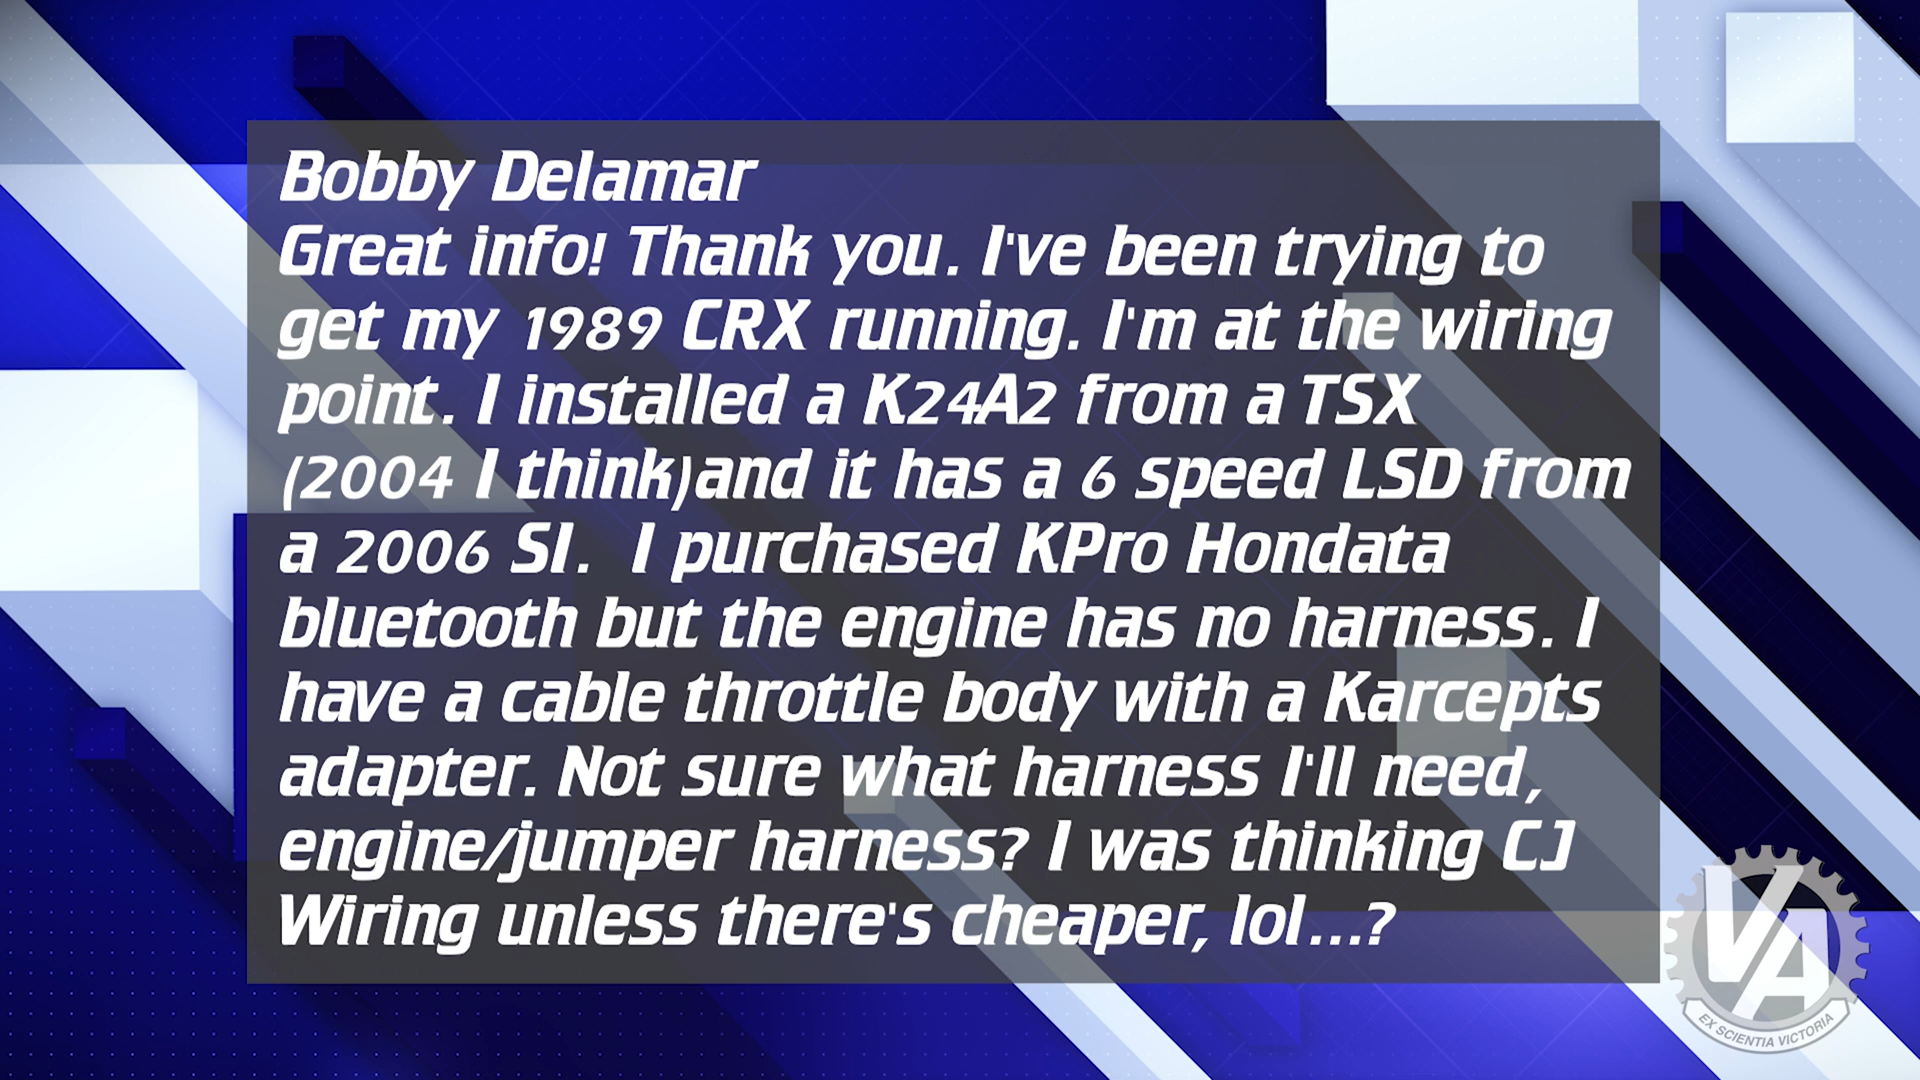 Bobby Delamar
Great info! Thank you. I've been trying to
get my 1989 CRX running. I'm at the wiring
point. I installed a K24A2 from a TSX
(2004 I think)and it has a 6 speed LSD from
a 2006 SI.  I purchased KPro Hondata
bluetooth but the engine has no harness. I
have a cable throttle body with a Karcepts
adapter. Not sure what harness I'll need,
engine/jumper harness? I was thinking CJ
Wiring unless there's cheaper, lol...?
VA
EX SCIENTIA VICTORIA